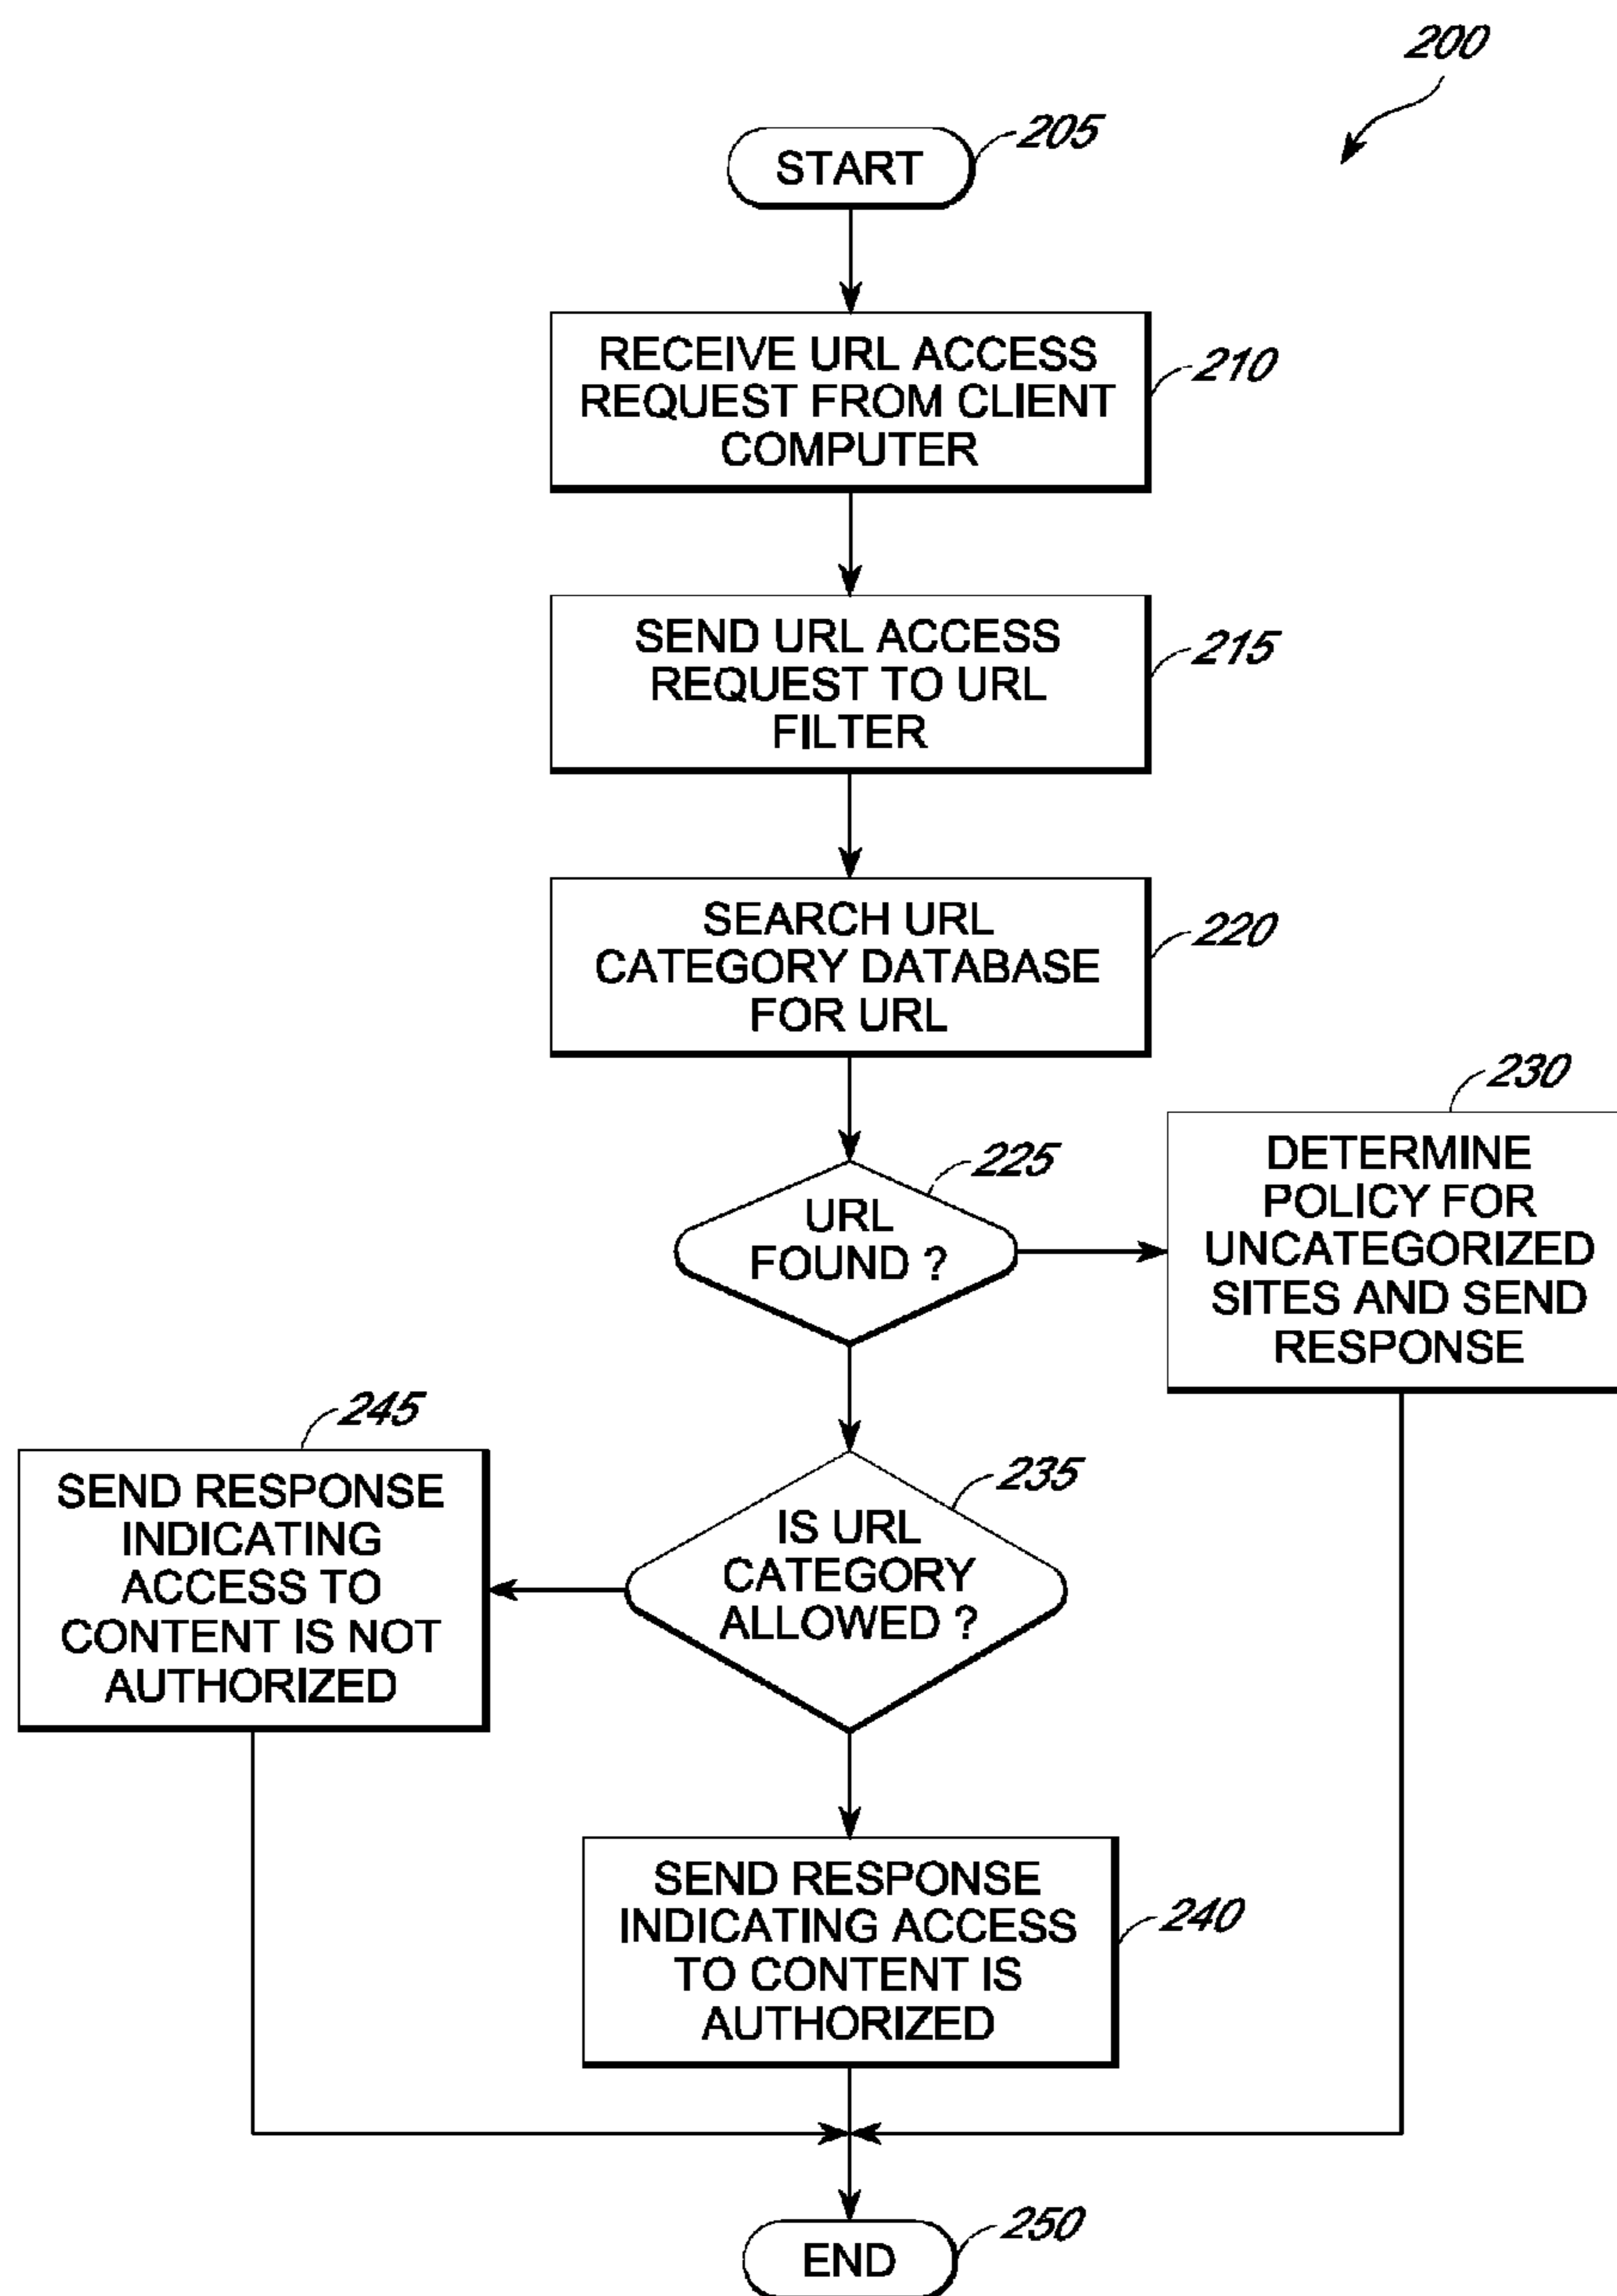 200
START
205
RECEIVE URL ACCESS
REQUEST FROM CLIENT
COMPUTER
210
SEND URL ACCESS
REQUEST TO URL
FILTER
215
SEARCH URL
CATEGORY DATABASE
FOR URL
220
URL
FOUND ?
225
230
DETERMINE
POLICY FOR
UNCATEGORIZED
SITES AND SEND
RESPONSE
245
SEND RESPONSE
INDICATING
ACCESS TO
CONTENT IS NOT
AUTHORIZED
IS URL
CATEGORY
ALLOWED ?
235
SEND RESPONSE
INDICATING ACCESS
TO CONTENT IS
AUTHORIZED
240
END
250